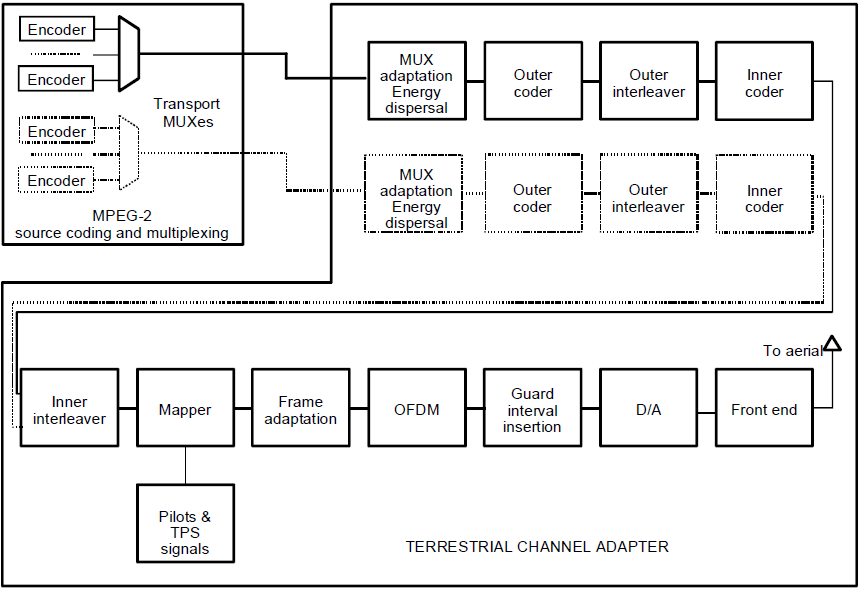 Encoder
Encoder
Transport
MUXes
Encoder
Encoder
MPEG-2
source coding and multiplexing
MUX
adaptation
Energy
dispersal
Outer
coder
Outer
interleaver
Inner
coder
MUX
adaptation
Energy
dispersal
Outer
coder
Outer
interleaver
Inner
coder
To aerial
Inner
interleaver
Mapper
Frame
adaptation
OFDM
Guard
interval
insertion
D/A
Front end
Pilots &
TPS
signals
TERRESTRIAL CHANNEL ADAPTER